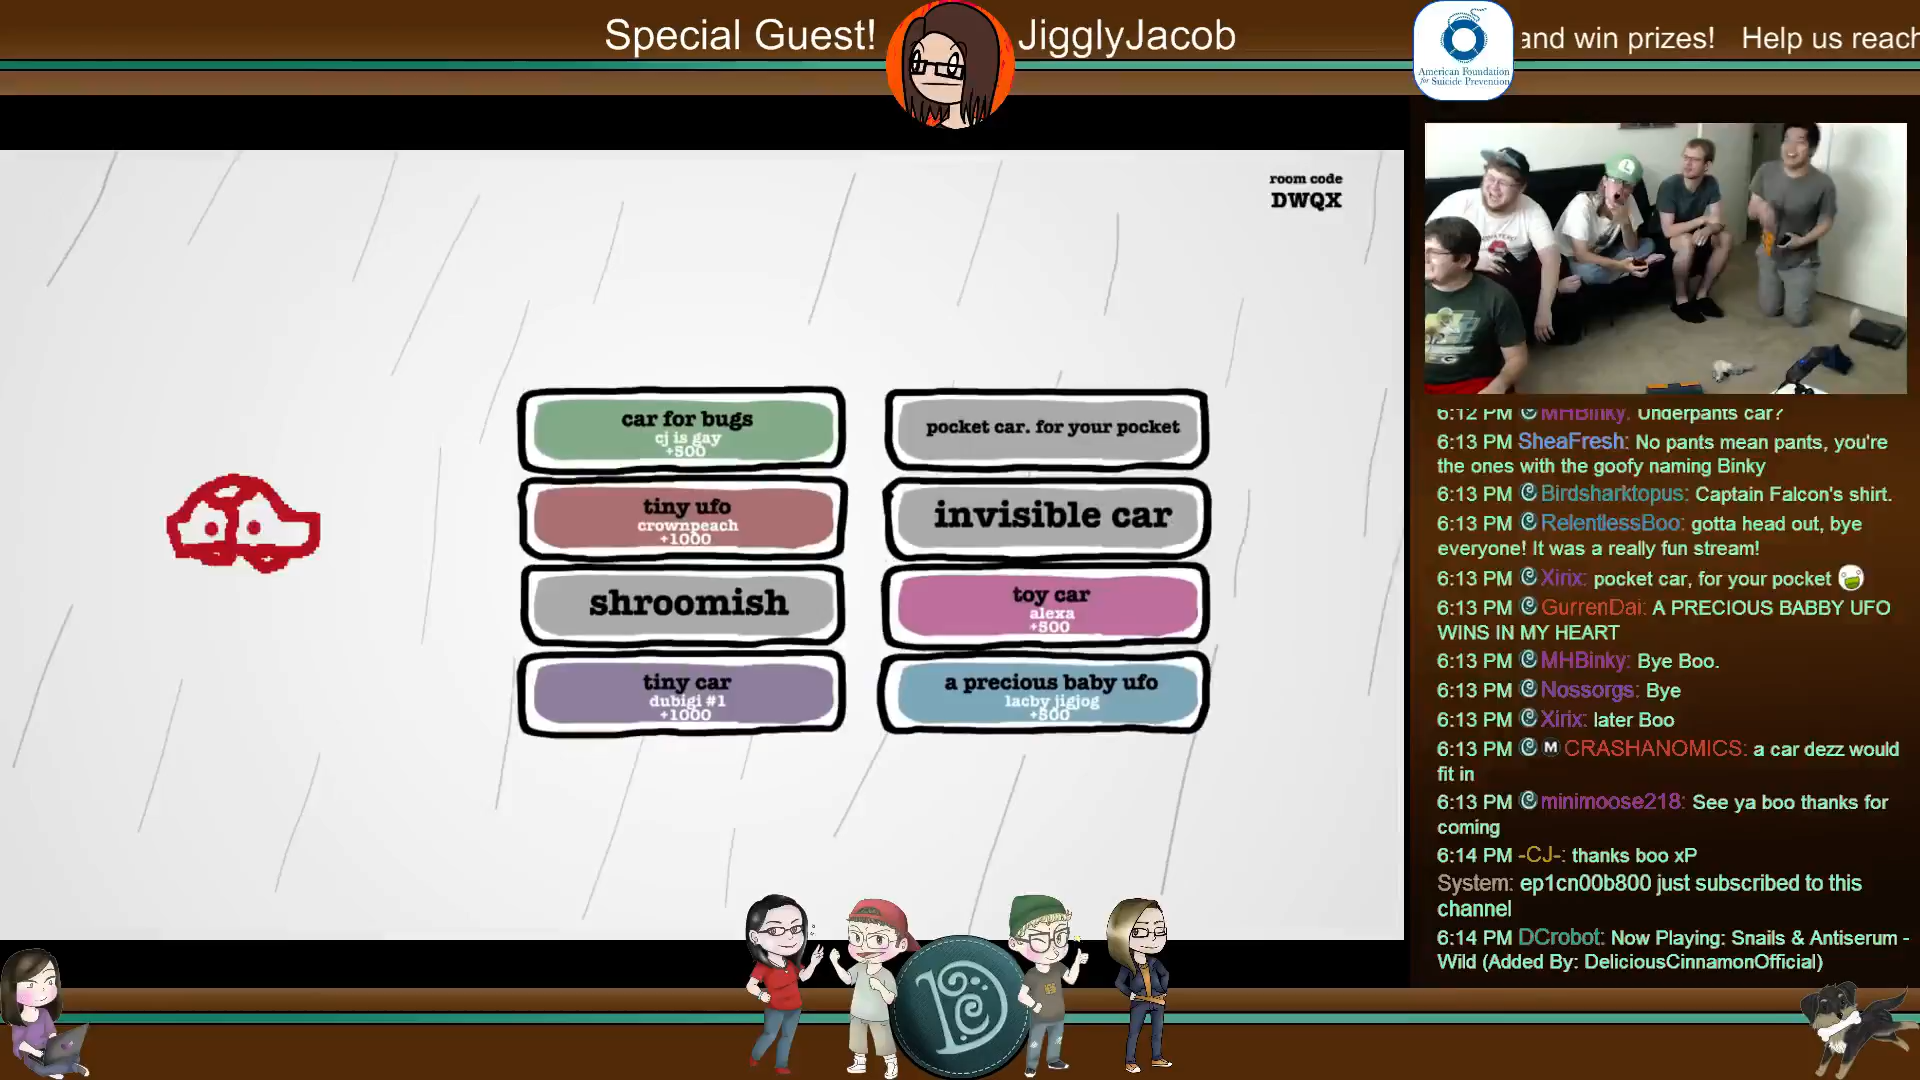 Special Guest! JigglyJacob
and win prizes! Help us reach
American Foundation
for Suicide Prevention
room code
DWQX
car for bugs
cj is gay
+500
pocket car. for your pocket
tiny ufo
crownpeach
+1000
invisible car
shroomish
toy car
alexa
+500
tiny car
dubigi #1
+1000
a precious baby ufo
lacby jigjog
+500
6:12 PM MHBinky: Underpants car?
6:13 PM SheaFresh: No pants mean pants, you're
the ones with the goofy naming Binky
6:13 PM Birdsharktopus: Captain Falcon's shirt.
6:13 PM RelentlessBoo: gotta head out, bye
everyone! It was a really fun stream!
6:13 PM Xirix: pocket car, for your pocket
6:13 PM GurrenDai: A PRECIOUS BABBY UFO
WINS IN MY HEART
6:13 PM MHBinky: Bye Boo.
6:13 PM Nossorgs: Bye
6:13 PM Xirix: later Boo
6:13 PM M CRASHANOMICS: a car dezz would
fit in
6:13 PM minimoose218: See ya boo thanks for
coming
6:14 PM -CJ-: thanks boo xP
System: ep1cn00b800 just subscribed to this
channel
6:14 PM DCrobot: Now Playing: Snails & Antiserum -
Wild (Added By: DeliciousCinnamonOfficial)